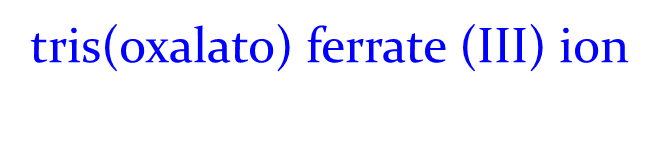 tris(oxalato) ferrate (III) ion